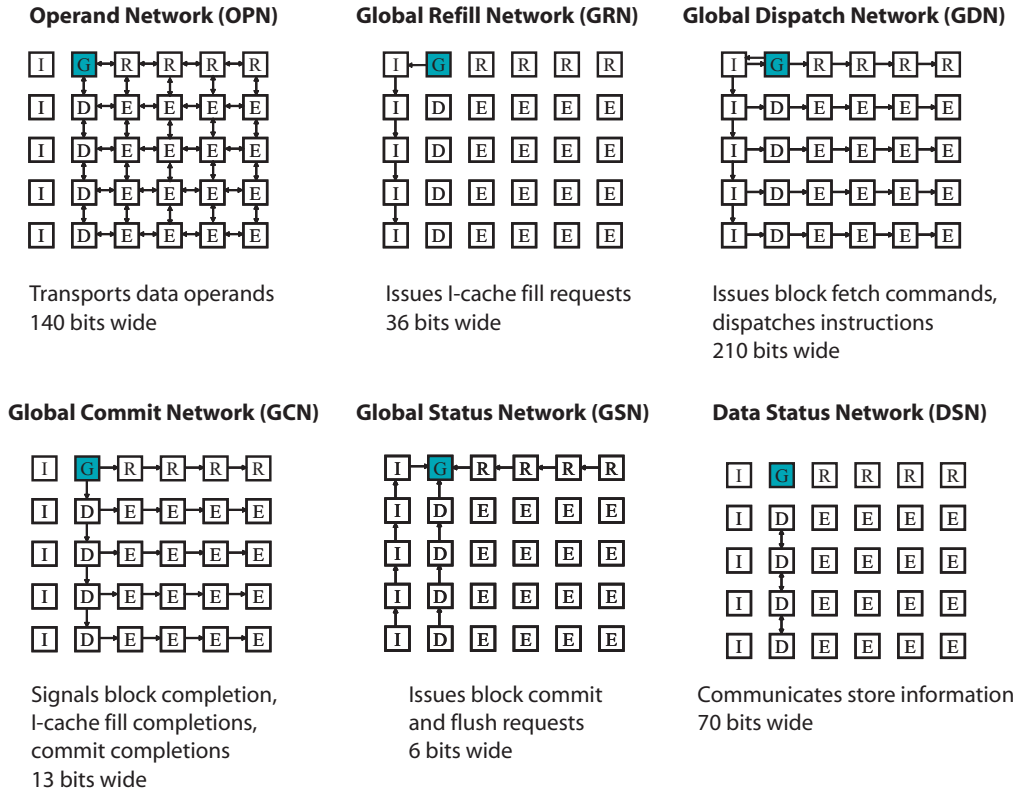 Operand Network (OPN)
I G R R R R
I D E E E E
I D E E E E
I D E E E E
I D E E E E
Transports data operands
140 bits wide
Global Refill Network (GRN)
I G R R R R
I D E E E E
I D E E E E
I D E E E E
I D E E E E
Issues I-cache fill requests
36 bits wide
Global Dispatch Network (GDN)
I G R R R R
I D E E E E
I D E E E E
I D E E E E
I D E E E E
Issues block fetch commands,
dispatches instructions
210 bits wide
Global Commit Network (GCN)
I G R R R R
I D E E E E
I D E E E E
I D E E E E
I D E E E E
Signals block completion,
I-cache fill completions,
commit completions
13 bits wide
Global Status Network (GSN)
I G R R R R
I D E E E E
I D E E E E
I D E E E E
I D E E E E
Issues block commit
and flush requests
6 bits wide
Data Status Network (DSN)
I G R R R R
I D E E E E
I D E E E E
I D E E E E
I D E E E E
Communicates store information
70 bits wide